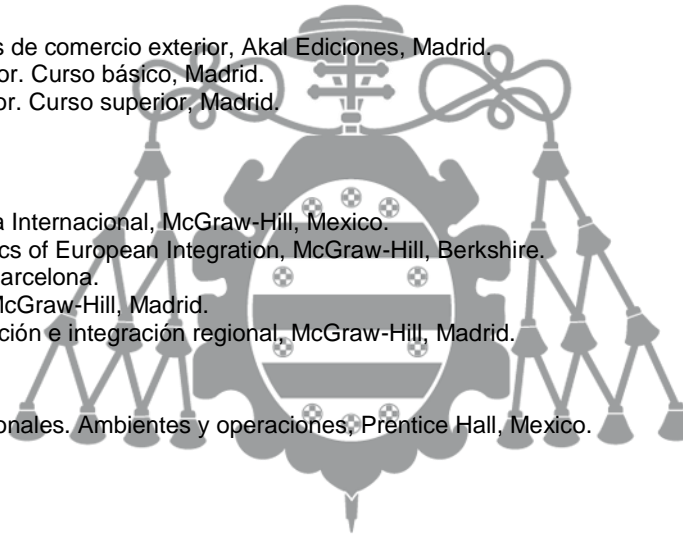 s de comercio exterior, Akal Ediciones, Madrid.
or. Curso básico, Madrid.
or. Curso superior, Madrid.
a Internacional, McGraw-Hill, Mexico.
cs of European Integration, McGraw-Hill, Berkshire.
Barcelona.
McGraw-Hill, Madrid.
ción e integración regional, McGraw-Hill, Madrid.
onales. Ambientes y operaciones, Prentice Hall, Mexico.